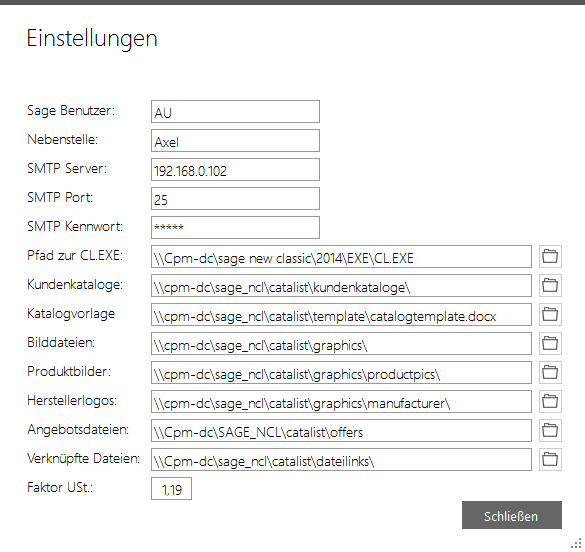 Einstellungen
Sage Benutzer: AU
Nebenstelle: Axel
SMTP Server: 192.168.0.102
SMTP Port: 25
SMTP Kennwort: *****
Pfad zur CL.EXE: \\Cpm-dc\sage new classic\2014\EXE\CL.EXE
Kundenkataloge: \\cpm-dc\sage_ncl\catalist\kundenkataloge\
Katalogvorlage \\cpm-dc\sage_ncl\catalist\template\catalogtemplate.docx
Bilddateien: \\cpm-dc\sage_ncl\catalist\graphics\
Produktbilder: \\cpm-dc\sage_ncl\catalist\graphics\productpics\
Herstellerlogos: \\cpm-dc\sage_ncl\catalist\graphics\manufacturer\
Angebotsdateien: \\Cpm-dc\SAGE_NCL\catalist\offers
Verknüpfte Dateien: \\Cpm-dc\sage_ncl\catalist\dateilinks\
Faktor USt.: 1,19
Schließen